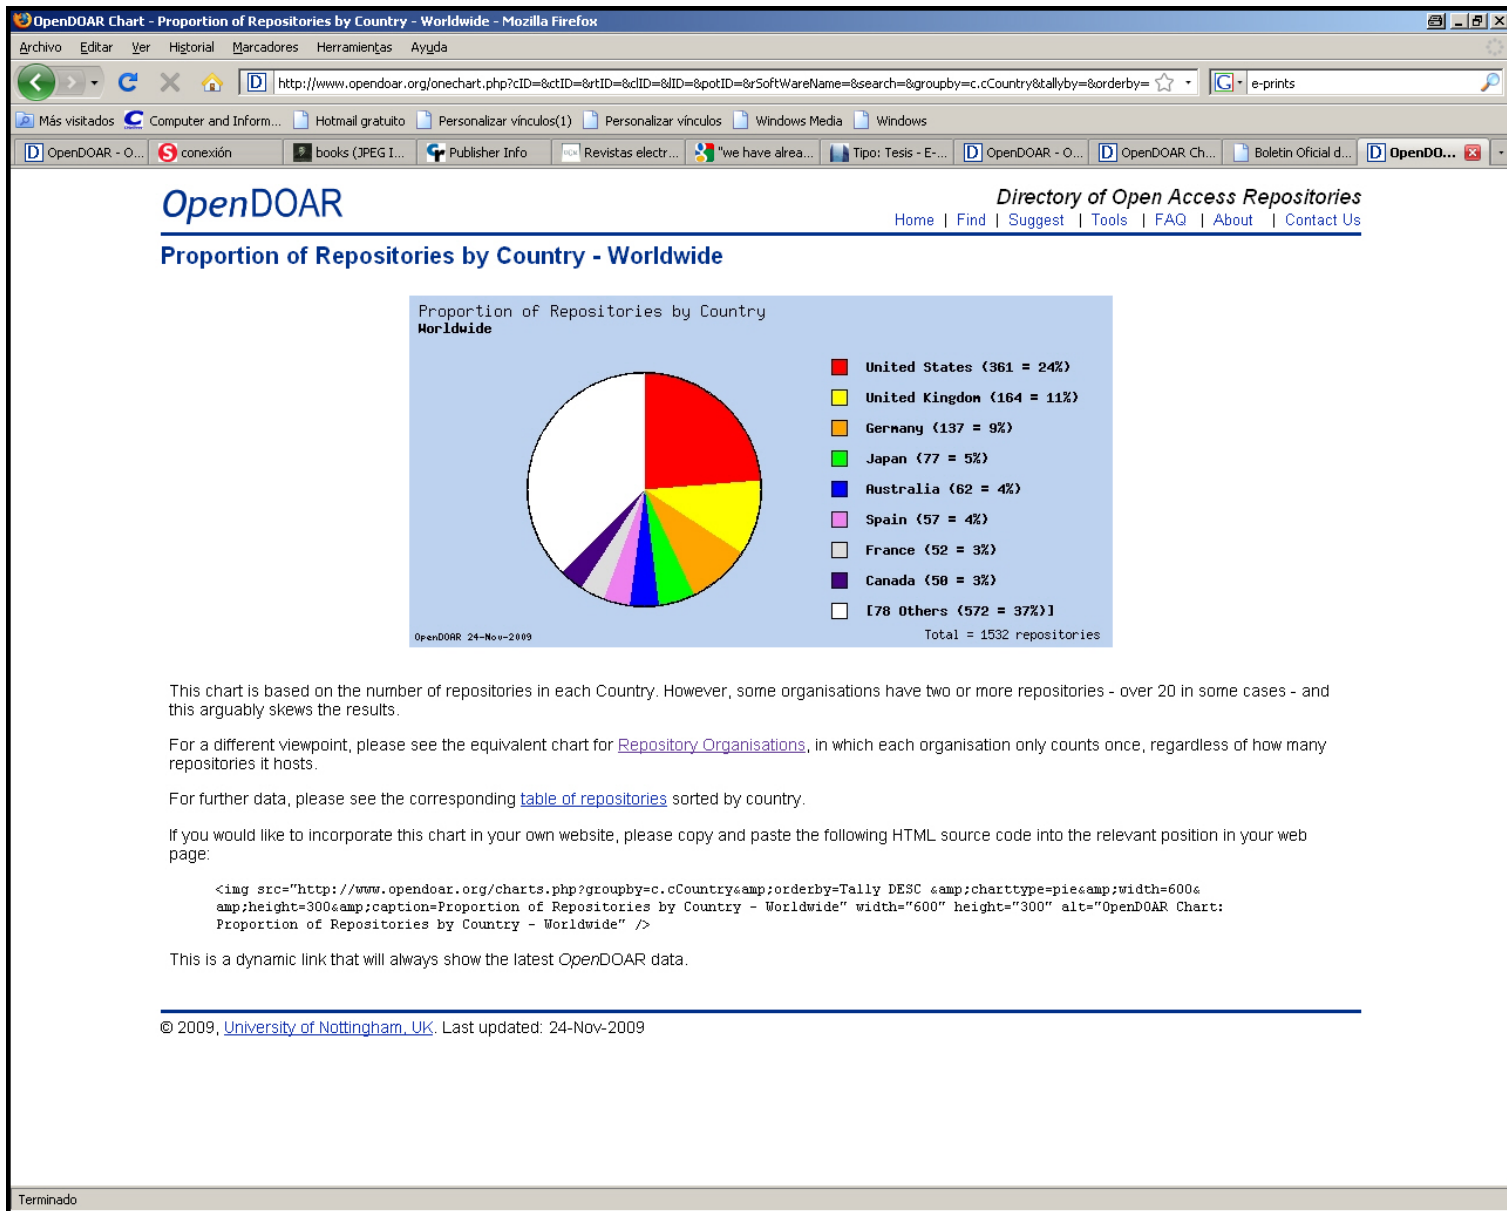 OpenDOAR Chart - Proportion of Repositories by Country - Worldwide - Mozilla Firefox
Archivo Editar Ver Historial Marcadores Herramientas Ayuda
http://www.opendoar.org/onechart.php?cID=&ctID=&rtID=&clID=&lID=&potID=&rSoftWareName=&search=&groupby=c.cCountry&tallyby=&orderby= G e-prints
Más visitados Computer and Inform... Hotmail gratuito Personalizar vínculos(1) Personalizar vínculos Windows Media Windows
OpenDOAR - O... conexión books (JPEG I... Publisher Info Revistas electr... "we have alrea... Tipo: Tesis - E-... OpenDOAR - O... OpenDOAR Ch... Boletin Oficial d... OpenDO...
OpenDOAR
Directory of Open Access Repositories
Home | Find | Suggest | Tools | FAQ | About | Contact Us
Proportion of Repositories by Country - Worldwide
Proportion of Repositories by Country
Worldwide
United States (361 = 24%)
United Kingdom (164 = 11%)
Germany (137 = 9%)
Japan (77 = 5%)
Australia (62 = 4%)
Spain (57 = 4%)
France (52 = 3%)
Canada (50 = 3%)
[78 Others (572 = 37%)]
OpenDOAR 24-Nov-2009
Total = 1532 repositories
This chart is based on the number of repositories in each Country. However, some organisations have two or more repositories - over 20 in some cases - and
this arguably skews the results.
For a different viewpoint, please see the equivalent chart for Repository Organisations, in which each organisation only counts once, regardless of how many
repositories it hosts.
For further data, please see the corresponding table of repositories sorted by country.
If you would like to incorporate this chart in your own website, please copy and paste the following HTML source code into the relevant position in your web
page:
<img src="http://www.opendoar.org/charts.php?groupby=c.cCountry&amp;orderby=Tally DESC &amp;charttype=pie&amp;width=600&
amp;height=300&amp;caption=Proportion of Repositories by Country - Worldwide" width="600" height="300" alt="OpenDOAR Chart:
Proportion of Repositories by Country - Worldwide" />
This is a dynamic link that will always show the latest OpenDOAR data.
© 2009, University of Nottingham, UK. Last updated: 24-Nov-2009
Terminado